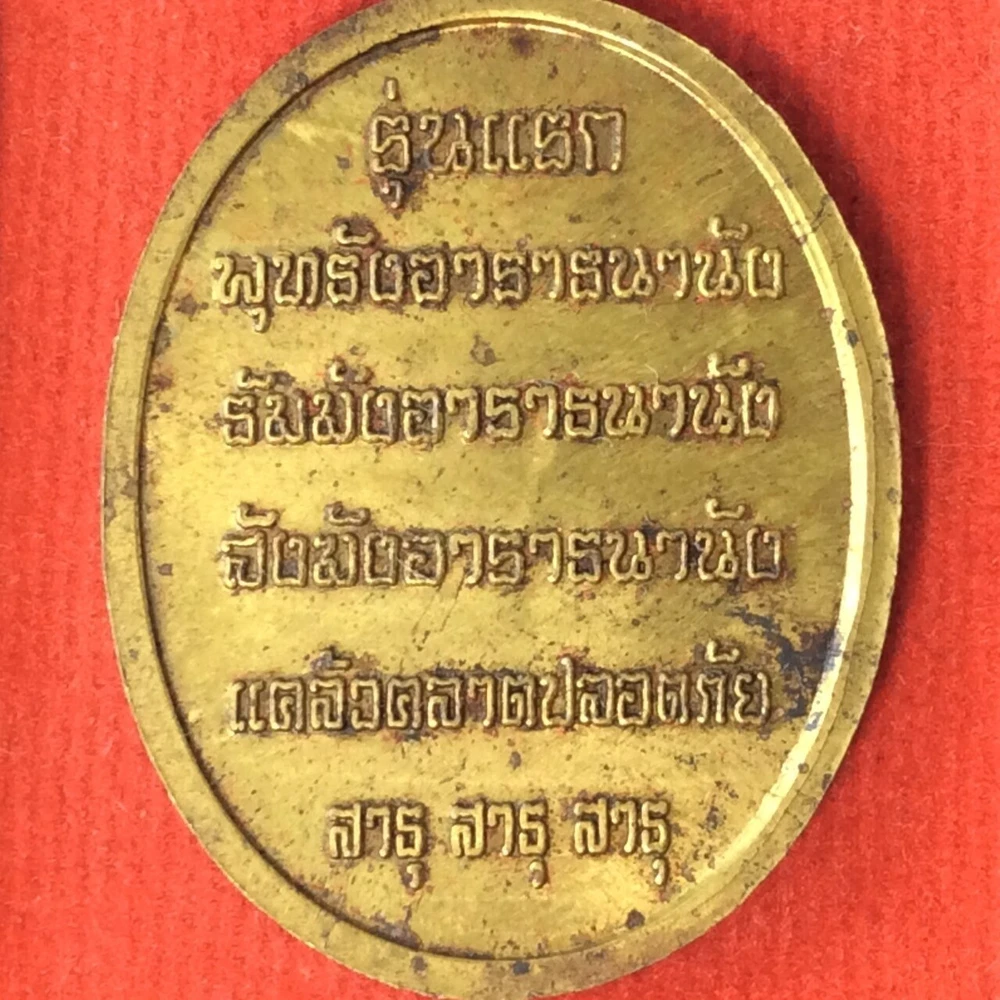 รุ่นแรก
พุทธังอาราธนานัง
ธัมมังอาราธนานัง
สังฆังอาราธนานัง
แคล้วคลาดปลอดภัย
สาธุ สาธุ สาธุ